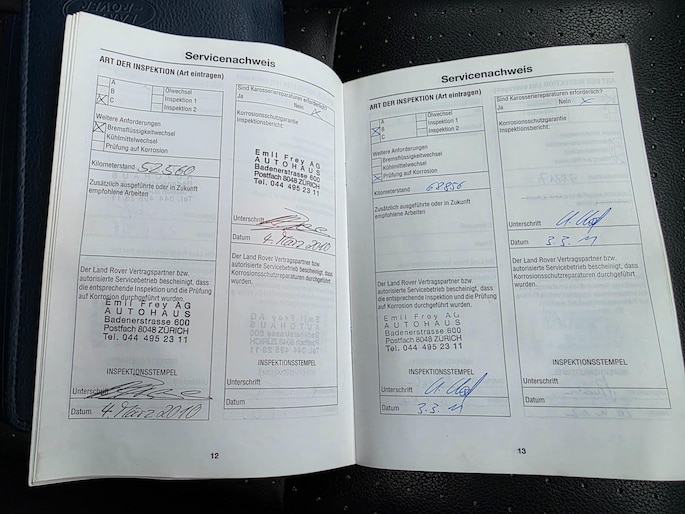 LAND
ROVER
Servicenachweis
ART DER INSPEKTION (Art eintragen)
A
B
C
Ölwechsel
Inspektion 1
Inspektion 2
Weitere Anforderungen
Bremsflüssigkeitwechsel
Kühlmittelwechsel
Prüfung auf Korrosion
Kilometerstand 52560
Zusätzlich ausgeführte oder in Zukunft
empfohlene Arbeiten
Der Land Rover Vertragspartner bzw.
autorisierte Servicebetrieb bescheinigt, dass
die entsprechende Inspektion und die Prüfung
auf Korrosion durchgeführt wurden.
Emil Frey AG
AUTOHAUS
Badenerstrasse 600
Postfach 8048 ZÜRICH
Tel. 044 495 23 11
INSPEKTIONSSTEMPEL
Unterschrift
Datum 4. März 2010
Sind Karosseriereparaturen erforderlich?
Ja Nein X
Korrosionsschutzgarantie
Inspektionsbericht:
Emil Frey AG
AUTOHAUS
Badenerstrasse 600
Postfach 8048 ZÜRICH
Tel. 044 495 23 11
Unterschrift
Datum 4. März 2010
Der Land Rover Vertragspartner bzw.
autorisierte Servicebetrieb bescheinigt, dass
Korrosionsschutzreparaturen durchgeführt
wurden.
INSPEKTIONSSTEMPEL
Unterschrift
Datum
12
Servicenachweis
ART DER INSPEKTION (Art eintragen)
A
B
C
Ölwechsel
Inspektion 1
Inspektion 2
Weitere Anforderungen
Bremsflüssigkeitwechsel
Kühlmittelwechsel
Prüfung auf Korrosion
Kilometerstand 68856
Zusätzlich ausgeführte oder in Zukunft
empfohlene Arbeiten
Der Land Rover Vertragspartner bzw.
autorisierte Servicebetrieb bescheinigt, dass
die entsprechende Inspektion und die Prüfung
auf Korrosion durchgeführt wurden.
Emil Frey AG
AUTOHAUS
Badenerstrasse 600
Postfach 8048 ZÜRICH
Tel. 044 495 23 11
INSPEKTIONSSTEMPEL
Unterschrift
Datum 3.3.11
Sind Karosseriereparaturen erforderlich?
Ja Nein X
Korrosionsschutzgarantie
Inspektionsbericht:
Unterschrift
Datum 3.3.11
Der Land Rover Vertragspartner bzw.
autorisierte Servicebetrieb bescheinigt, dass
Korrosionsschutzreparaturen durchgeführt
wurden.
INSPEKTIONSSTEMPEL
Unterschrift
Datum
13